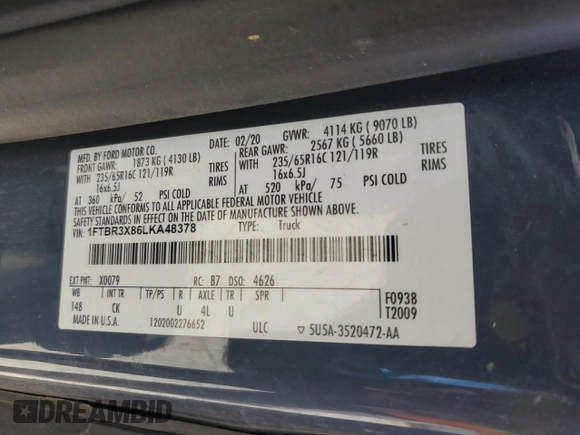 MFD. BY FORD MOTOR CO. 02/20 GVWR: 4114 KG ( 9070 LB)
FRONT GAWR: 1873 KG ( 4130 LB) REAR GAWR: 2567 KG ( 5660 LB)
WITH 235/65R16C 121/119R TIRES WITH 235/65R16C 121/119R TIRES
16x6.5J RIMS 16x6.5J RIMS
AT 360 kPa/ 52 PSI COLD AT 520 kPa/ 75 PSI COLD
THIS VEHICLE CONFORMS TO ALL APPLICABLE FEDERAL MOTOR VEHICLE
SAFETY STANDARDS IN EFFECT ON THE DATE OF MANUFACTURE SHOWN ABOVE.
VIN: 1FTBR3X86LKA48378 TYPE: Truck
EXT PNT: X0079 RC: 87 DSO: 4626
WB INT TR TP/PS R AXLE TR SPR F0938
148 CK U 4L U T2009
MADE IN U.S.A. 1202002276652 ULC ▽ 5U5A-3520472-AA
DREAMBID